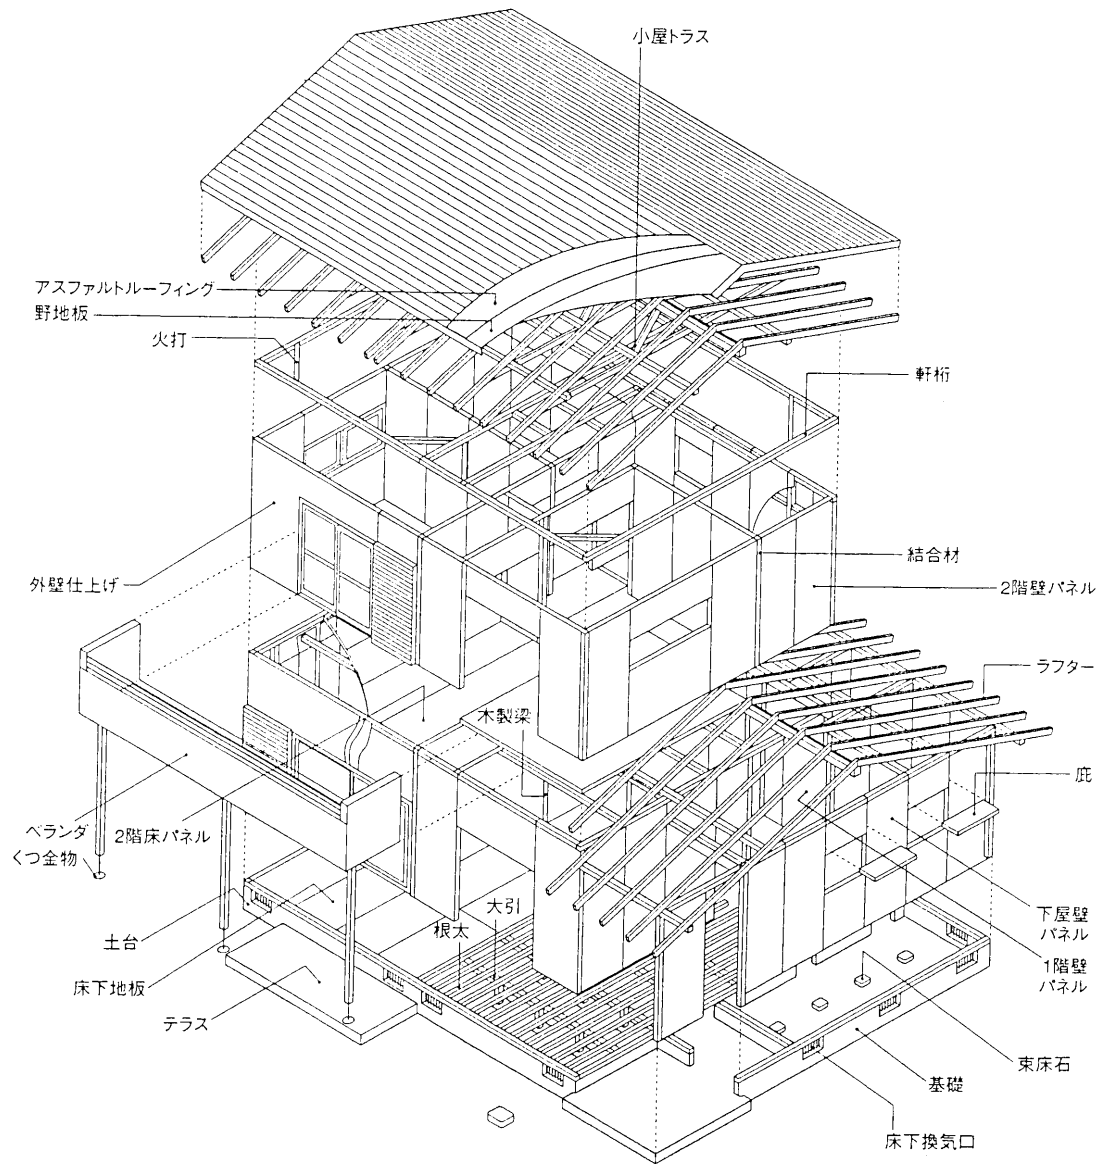 小屋トラス
アスファルトルーフィング
野地板
火打
軒桁
外壁仕上げ
結合材
2階壁パネル
ラフター
木製梁
庇
ベランダ
2階床パネル
くつ金物
大引
根太
土台
床下地板
テラス
下屋壁
パネル
1階壁
パネル
束床石
基礎
床下換気口